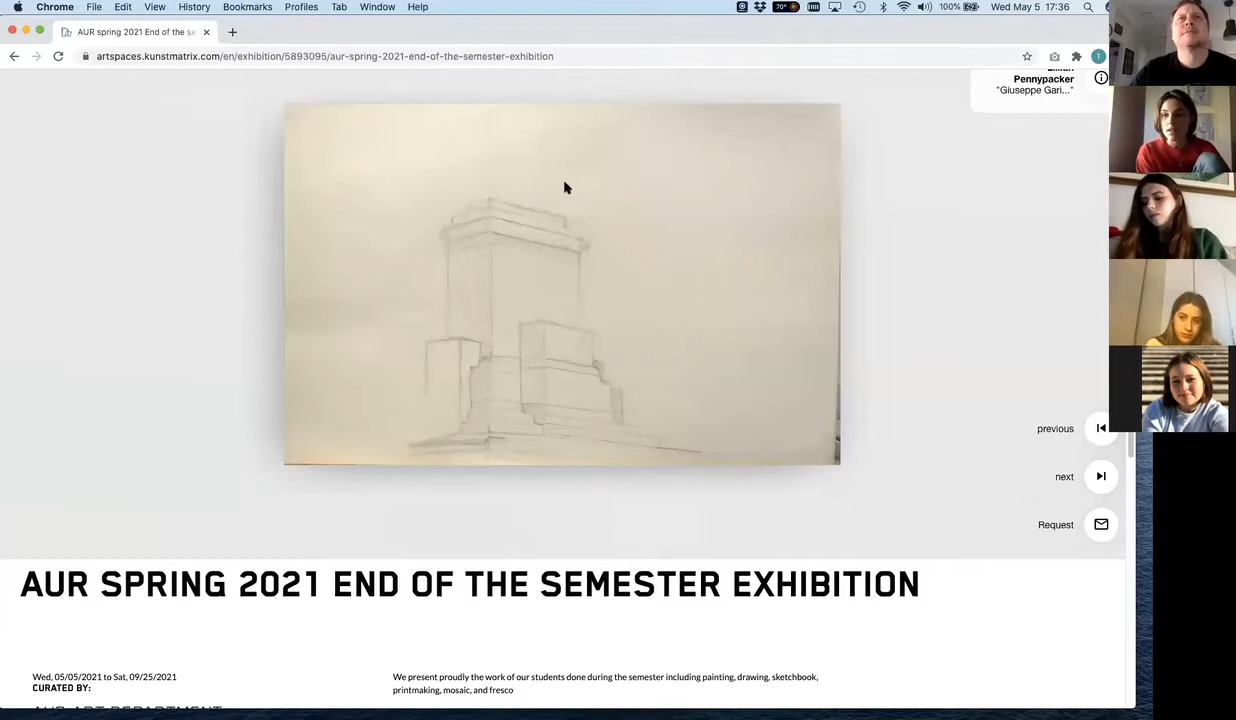 Chrome File Edit View History Bookmarks Profiles Tab Window Help 70° 100% Wed May 5 17:36
AUR spring 2021 End of the se
artspaces.kunstmatrix.com/en/exhibition/5893095/aur-spring-2021-end-of-the-semester-exhibition T
Pennypacker
"Giuseppe Gari..."
previous
next
Request
AUR SPRING 2021 END OF THE SEMESTER EXHIBITION
Wed, 05/05/2021 to Sat, 09/25/2021
CURATED BY:
We present proudly the work of our students done during the semester including painting, drawing, sketchbook,
printmaking, mosaic, and fresco